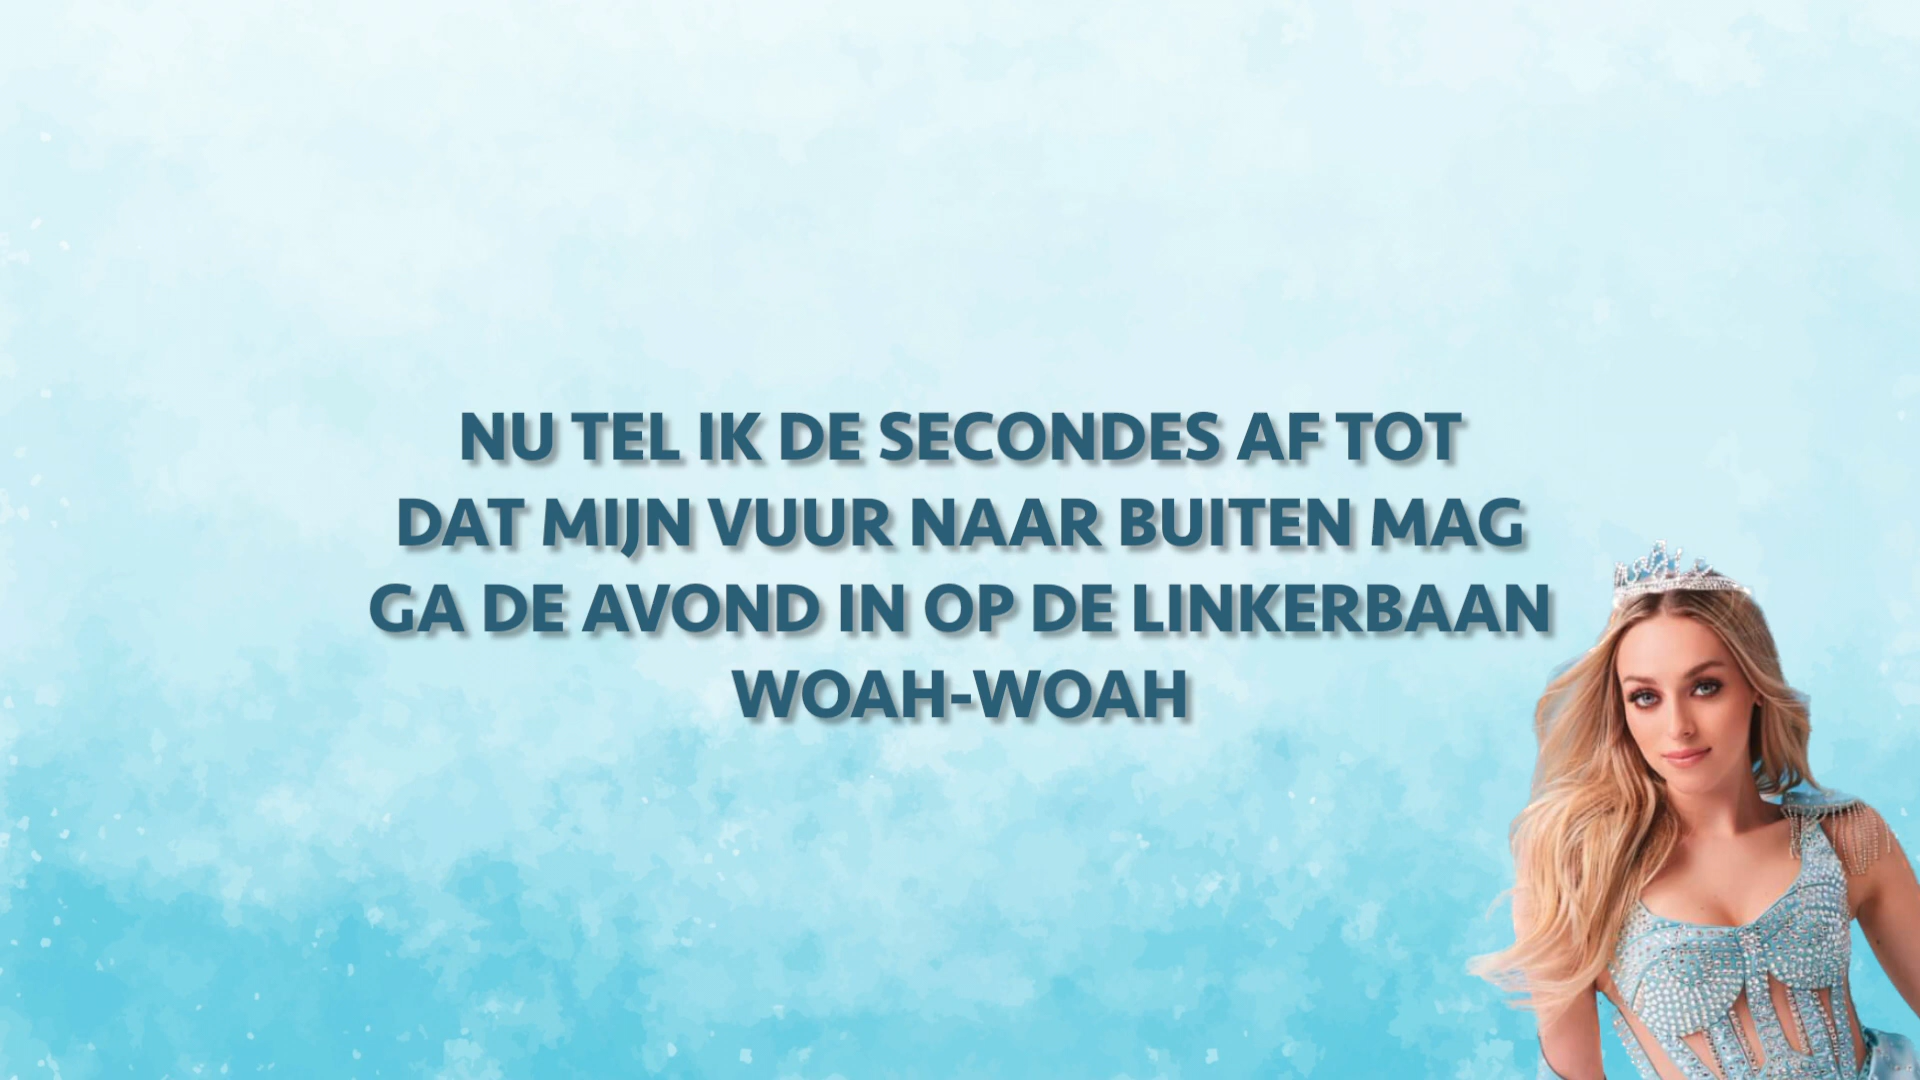 NU TEL IK DE SECONDES AF TOT
DAT MIJN VUUR NAAR BUITEN MAG
GA DE AVOND IN OP DE LINKERBAAN
WOAH-WOAH